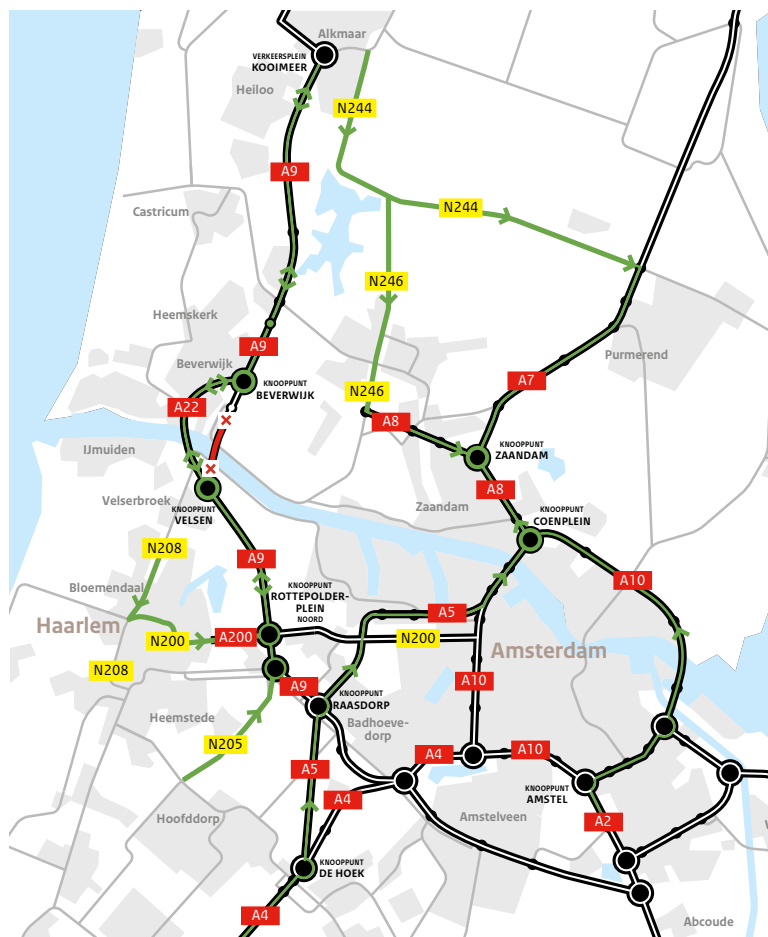 Alkmaar
VERKEERSPLEIN
KOOIMEER
Heiloo
N244
A9
Castricum
N244
N246
Heemskerk
A9
Beverwijk
Purmerend
KNOOPPUNT
BEVERWIJK
A7
N246
A22
A8
IJmuiden
KNOOPPUNT
ZAANDAM
A8
Velserbroek
KNOOPPUNT
VELSEN
Zaandam
KNOOPPUNT
COENPLEIN
N208
A9
A10
Bloemendaal
KNOOPPUNT
ROTTEPOLDER-
PLEIN
NOORD
A5
Haarlem
N200
A200
N200
Amsterdam
N208
A9
A10
KNOOPPUNT
RAASDORP
Heemstede
Badhoeve-
dorp
N205
A4
A10
A5
KNOOPPUNT
AMSTEL
A4
Hoofddorp
Amstelveen
A2
KNOOPPUNT
DE HOEK
A4
Abcoude